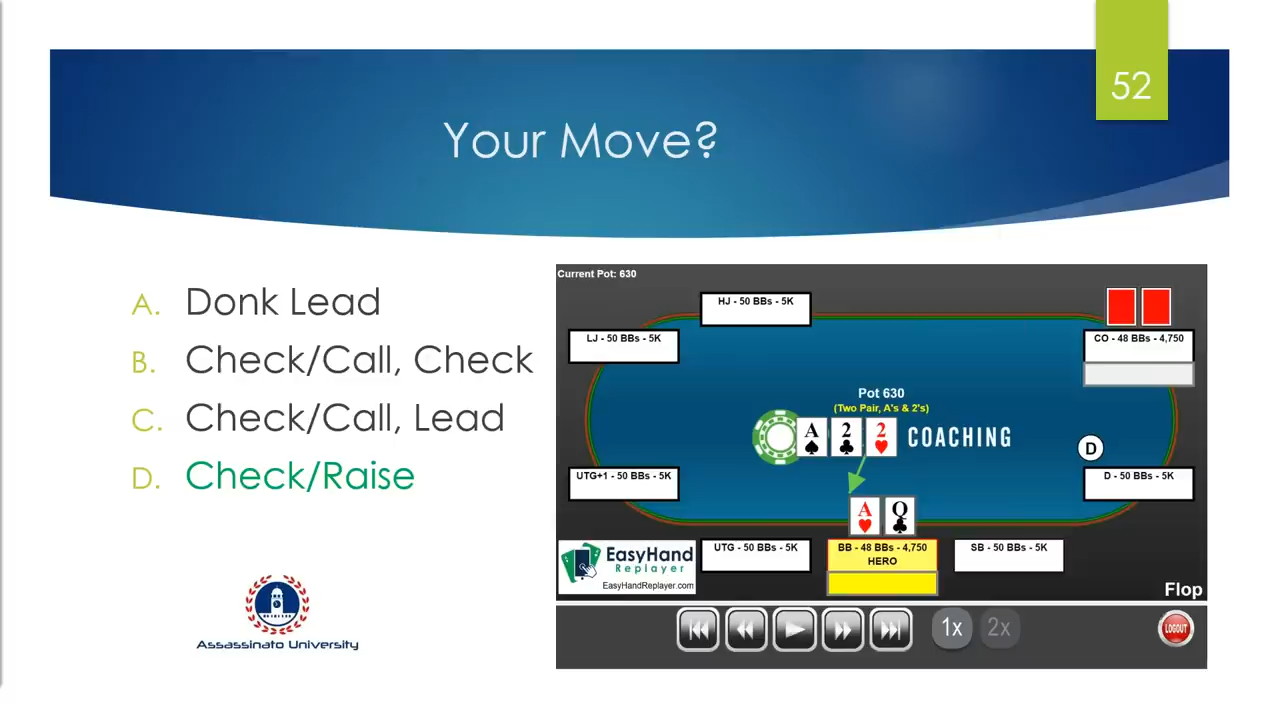 52
Your Move?
A. Donk Lead
B. Check/Call, Check
C. Check/Call, Lead
D. Check/Raise
Assassinato University
Current Pot: 630
HJ - 50 BBs - 5K
LJ - 50 BBs - 5K
CO - 48 BBs - 4,750
Pot 630
(Two Pair, A's & 2's)
A 2 2 COACHING
D
UTG+1 - 50 BBs - 5K
D - 50 BBs - 5K
A Q
EasyHand
Replayer
EasyHandReplayer.com
UTG - 50 BBs - 5K
BB - 48 BBs - 4,750
HERO
SB - 50 BBs - 5K
Flop
1x 2x
LOGOUT